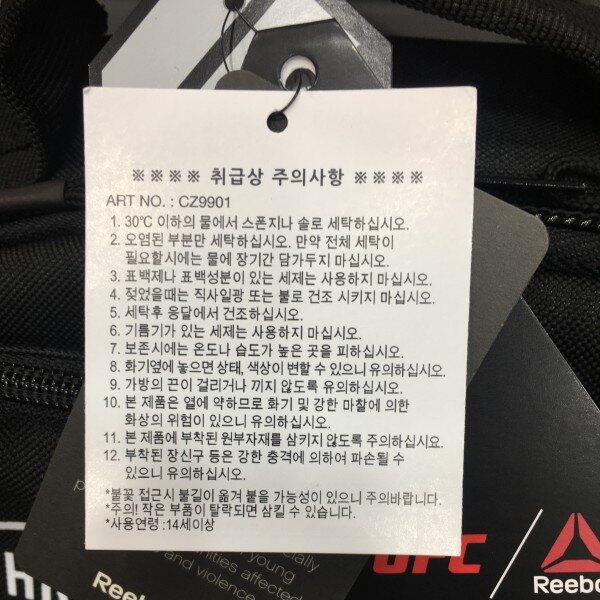 ※※※※ 취급상 주의사항 ※※※※
ART NO. : CZ9901
1. 30℃ 이하의 물에서 스폰지나 솔로 세탁하십시오.
2. 오염된 부분만 세탁하십시오. 만약 전체 세탁이
필요할시에는 물에 장기간 담가두지 마십시오.
3. 표백제나 표백성분이 있는 세제는 사용하지 마십시오.
4. 젖었을때는 직사일광 또는 불로 건조 시키지 마십시오.
5. 세탁후 응달에서 건조하십시오.
6. 기름기가 있는 세제는 사용하지 마십시오.
7. 보존시에는 온도나 습도가 높은 곳을 피하십시오.
8. 화기옆에 놓으면 상태, 색상이 변할 수 있으니 유의하십시오.
9. 가방의 끈이 걸리거나 끼지 않도록 유의하십시오.
10. 본 제품은 열에 약하므로 화기 및 강한 마찰에 의한
화상의 위험이 있으니 유의하십시오.
11. 본 제품에 부착된 원부자재를 삼키지 않도록 주의하십시오.
12. 부착된 장신구 등은 강한 충격에 의하여 파손될 수
있으니 유의하십시오.
*불꽃 접근시 불길이 옮겨 붙을 가능성이 있으니 주의바랍니다.
*주의! 작은 부품이 탈락되면 삼킬 수 있습니다.
*사용연령 :14세이상
young
affected
and violence
Reebo
UFC
Reebo